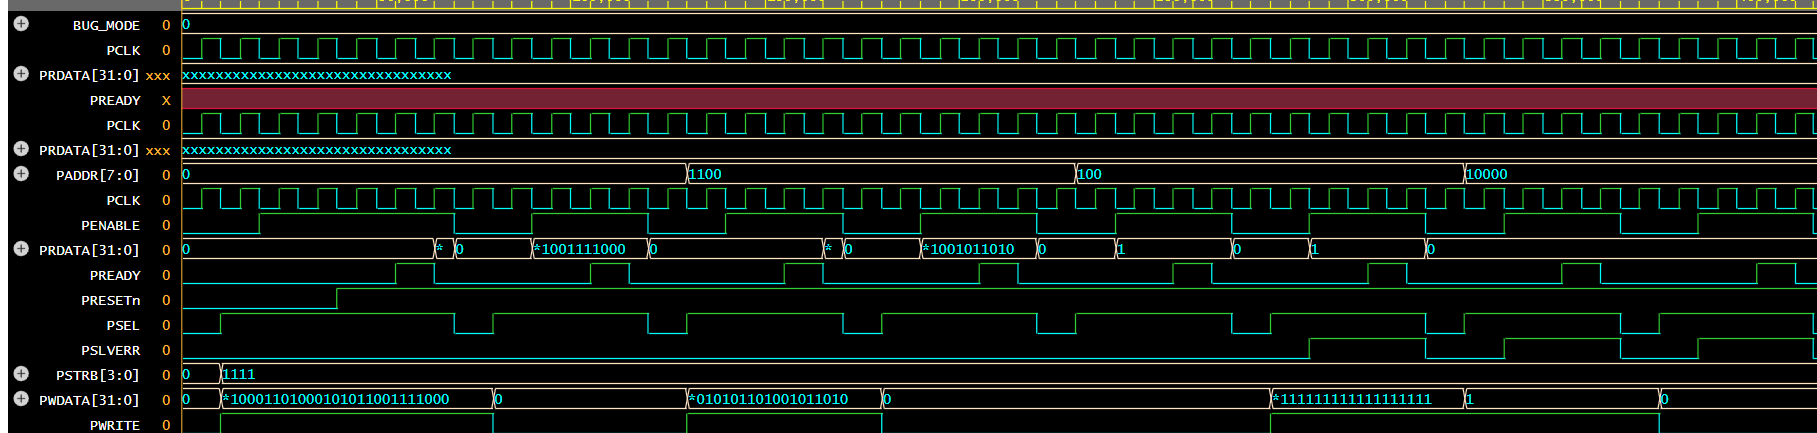 BUG_MODE 0 0
PCLK 0
PRDATA[31:0] xxx xxxxxxxxxxxxxxxxxxxxxxxxxxxxxxxx
PREADY X
PCLK 0
PRDATA[31:0] xxx xxxxxxxxxxxxxxxxxxxxxxxxxxxxxxxx
PADDR[7:0] 0 0 1100 100 10000
PCLK 0
PENABLE 0
PRDATA[31:0] 0 0 * 0 *1001111000 0 * 0 *1001011010 0 1 0 1 0
PREADY 0
PRESETn 0
PSEL 0
PSLVERR 0
PSTRB[3:0] 0 0 1111
PWDATA[31:0] 0 0 *1000110100010101100111​1000 0 *010101101001011010 0 *111111111111111111 1 0
PWRITE 0